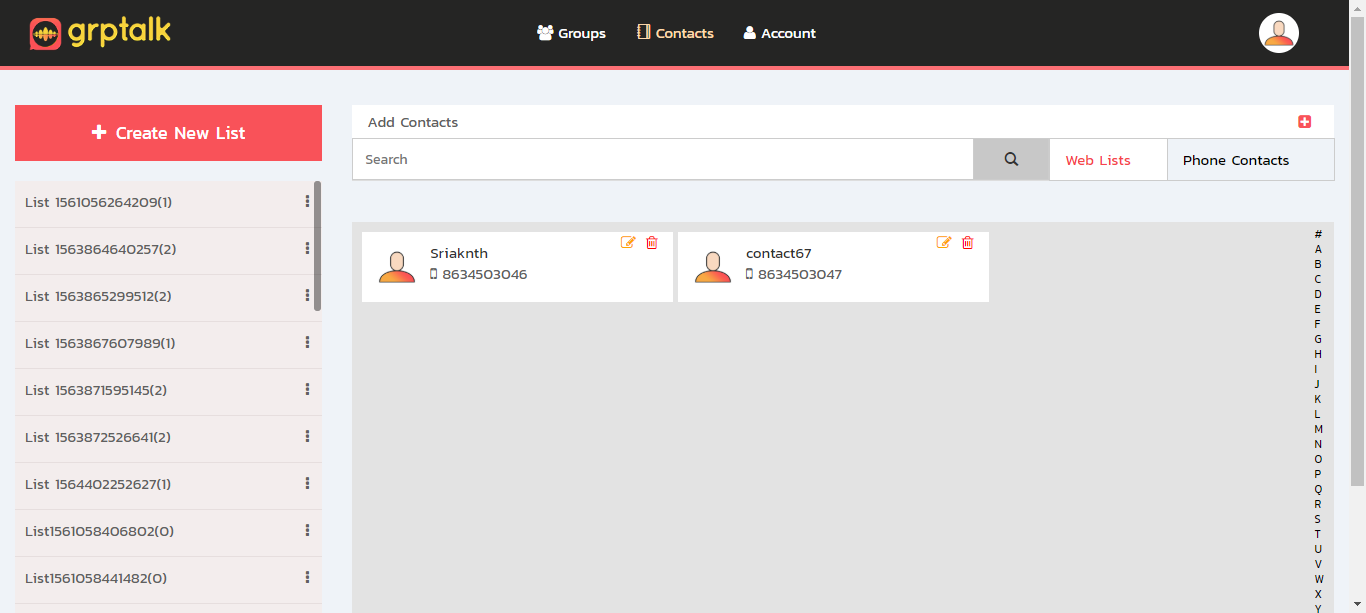 grptalk
Groups
Contacts
Account
Create New List
List 1561056264209(1)
List 1563864640257(2)
List 1563865299512(2)
List 1563867607989(1)
List 1563871595145(2)
List 1563872526641(2)
List 1564402252627(1)
List1561058406802(0)
List1561058441482(0)
Add Contacts
Search
Web Lists
Phone Contacts
Sriaknth
8634503046
contact67
8634503047
#
A
B
C
D
E
F
G
H
I
J
K
L
M
N
O
P
Q
R
S
T
U
V
W
X
Y